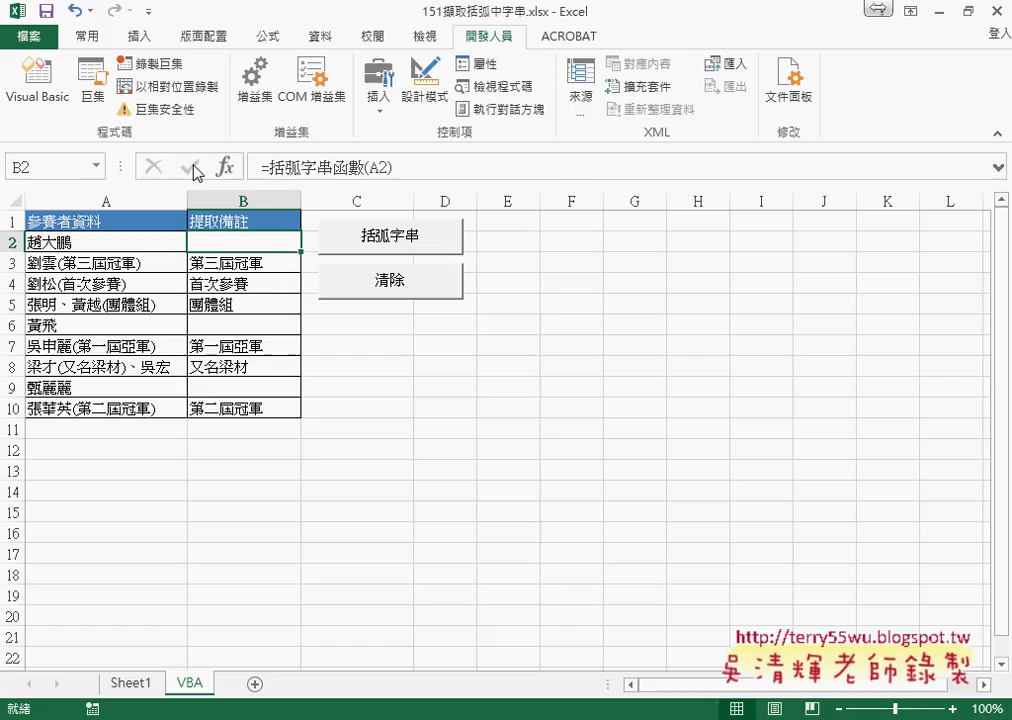 151擷取括弧中字串.xlsx - Excel
檔案 常用 插入 版面配置 公式 資料 校閱 檢視 開發人員 ACROBAT 登入
Visual Basic 巨集 錄製巨集 以相對位置錄製 巨集安全性 程式碼
增益集 COM 增益集 增益集
插入 設計模式 屬性 檢視程式碼 執行對話方塊 控制項
來源 ... 對應內容 擴充套件 重新整理資料 匯入 匯出 XML
文件面板 修改
B2 fx =括弧字串函數(A2)
A B C D E F G H I J K L
1 參賽者資料 提取備註
2 趙大鵬
3 劉雲(第三屆冠軍) 第三屆冠軍
4 劉松(首次參賽) 首次參賽
5 張明、黃越(團體組) 團體組
6 黃飛
7 吳申麗(第一屆亞軍) 第一屆亞軍
8 梁才(又名梁材)、吳宏 又名梁材
9 甄麗麗
10 張華英(第二屆冠軍) 第二屆冠軍
括弧字串
清除
11
12
13
14
15
16
17
18
19
20
21
22
http://terry55wu.blogspot.tw
吳清輝老師錄製
Sheet1 VBA
就緒 100%